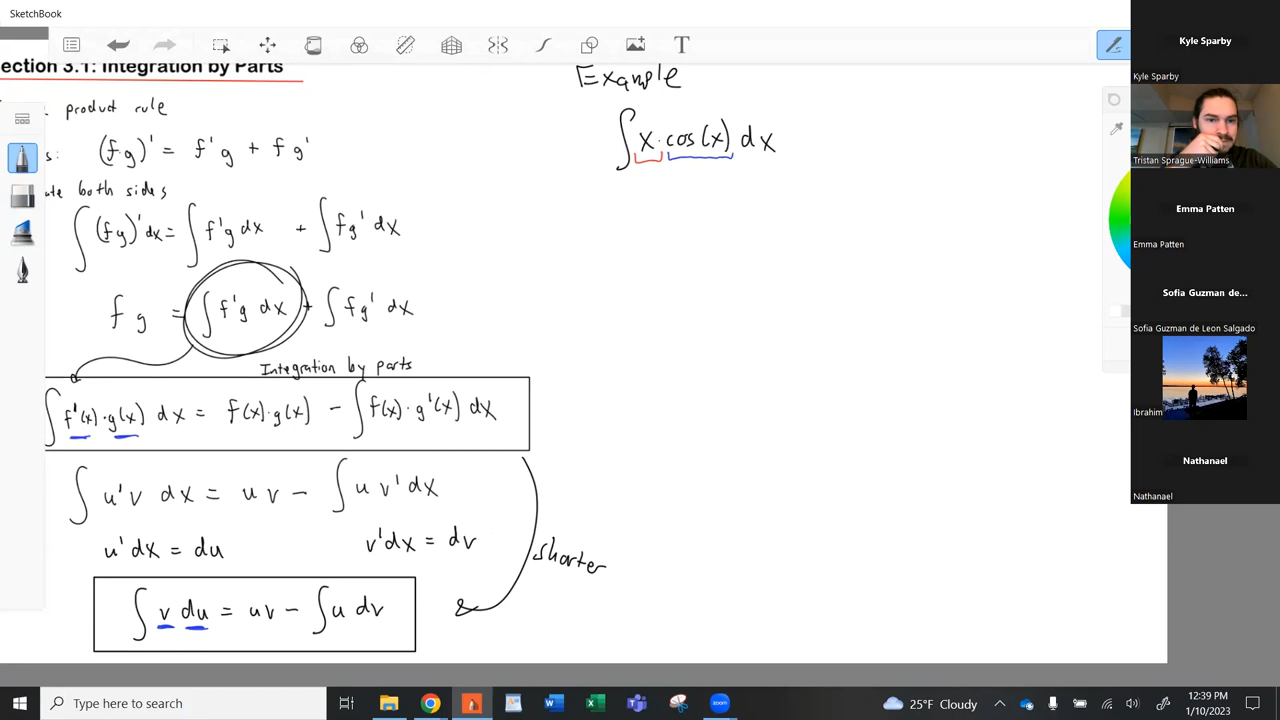 SketchBook
ection 3.1: Integration by Parts
product rule
s: (f·g)' = f'g + fg'
ate both sides
∫(fg)'dx = ∫f'g dx + ∫fg' dx
fg = ∫f'g dx + ∫fg' dx
Integration by parts
∫f'(x)·g(x) dx = f(x)·g(x) - ∫f(x)·g'(x) dx
∫u'v dx = uv - ∫u v'dx
u'dx = du v'dx = dv
shorter
∫v du = uv - ∫u dv
Example
∫x·cos(x) dx
Kyle Sparby
Kyle Sparby
Tristan Sprague-Williams
Emma Patten
Emma Patten
Sofia Guzman de...
Sofia Guzman de Leon Salgado
Ibrahim
Nathanael
Nathanael
Type here to search
25°F Cloudy
12:39 PM
1/10/2023